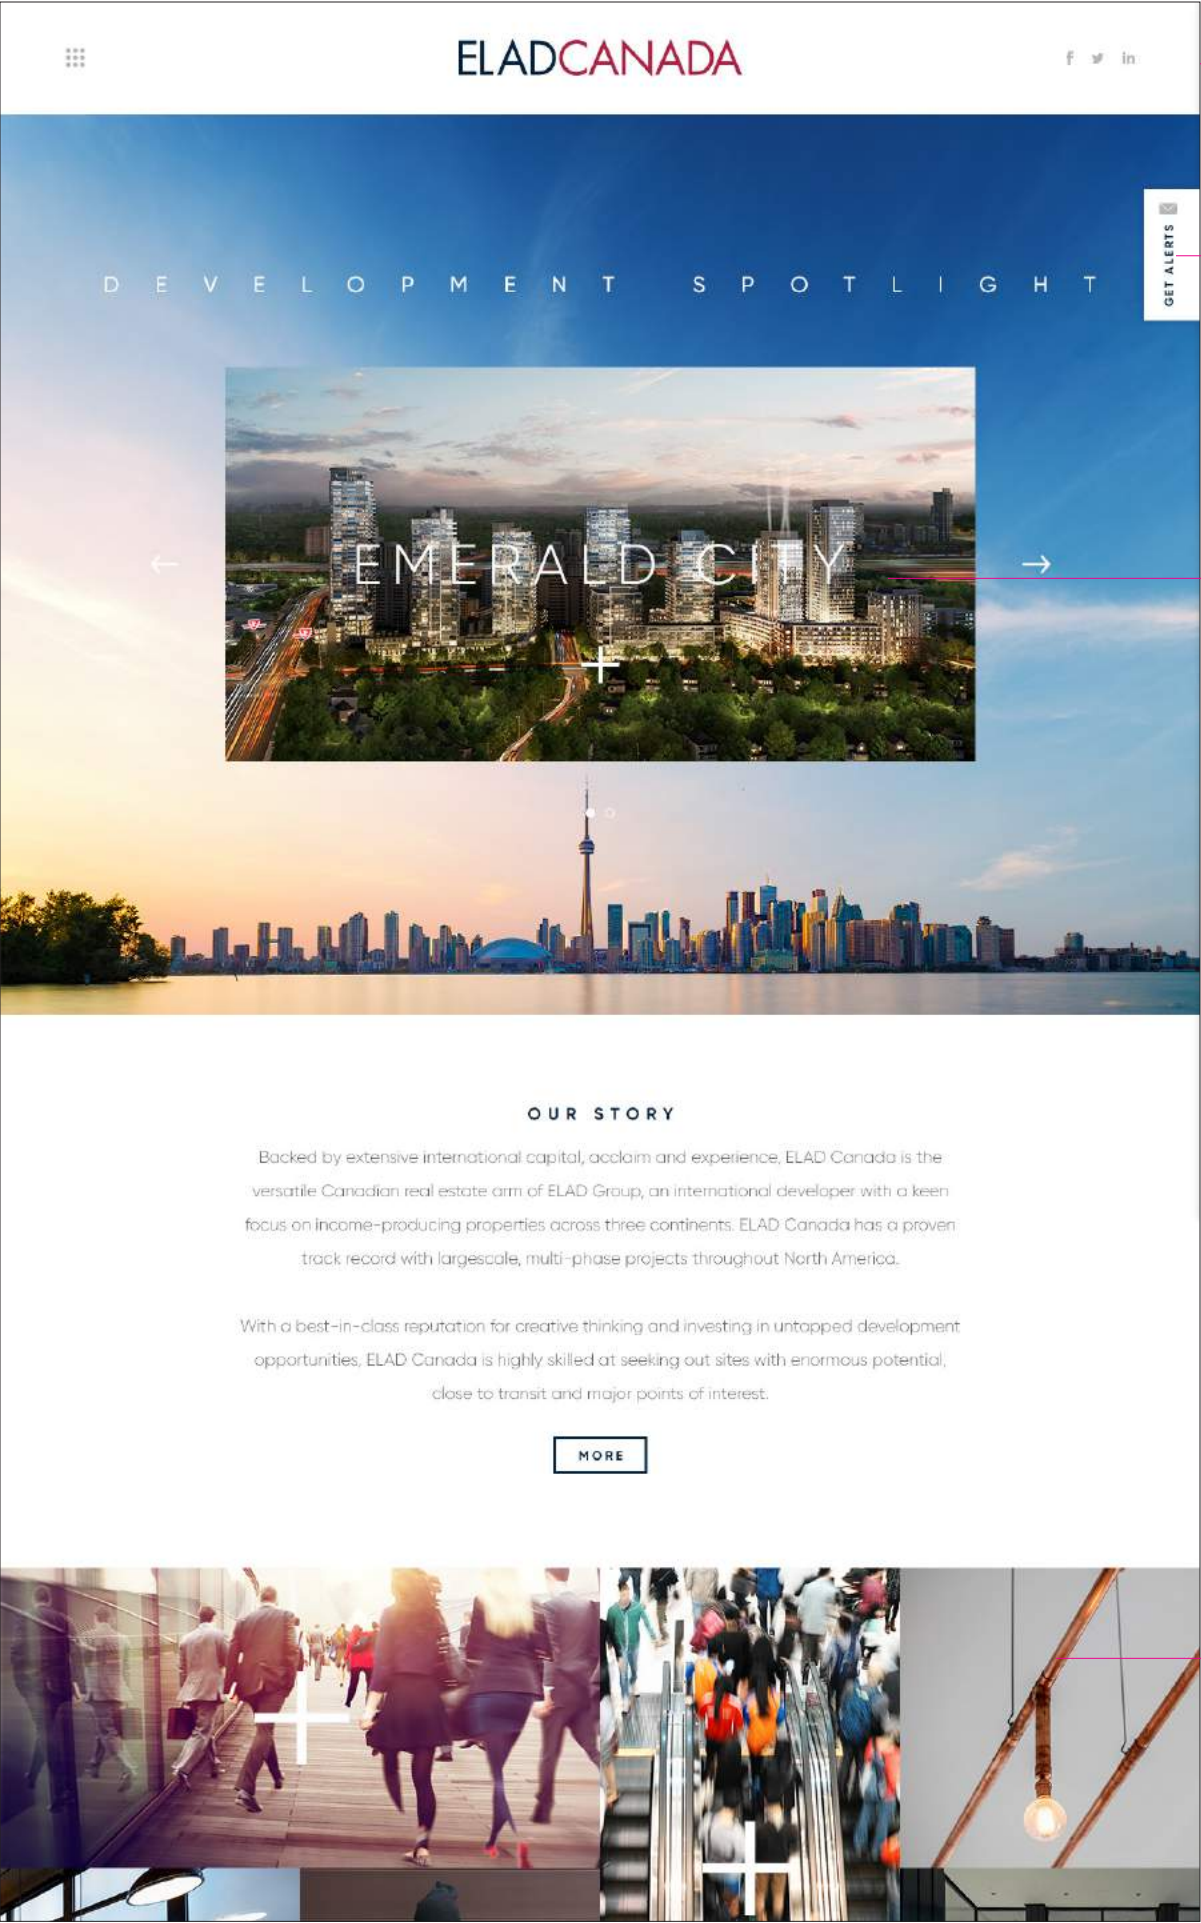 ELADCANADA
f in
GET ALERTS
DEVELOPMENT SPOTLIGHT
EMERALD CITY
OUR STORY
Backed by extensive international capital, acclaim and experience, ELAD Canada is the
versatile Canadian real estate arm of ELAD Group, an international developer with a keen
focus on income-producing properties across three continents. ELAD Canada has a proven
track record with largescale, multi-phase projects throughout North America.
With a best-in-class reputation for creative thinking and investing in untapped development
opportunities, ELAD Canada is highly skilled at seeking out sites with enormous potential,
close to transit and major points of interest.
MORE